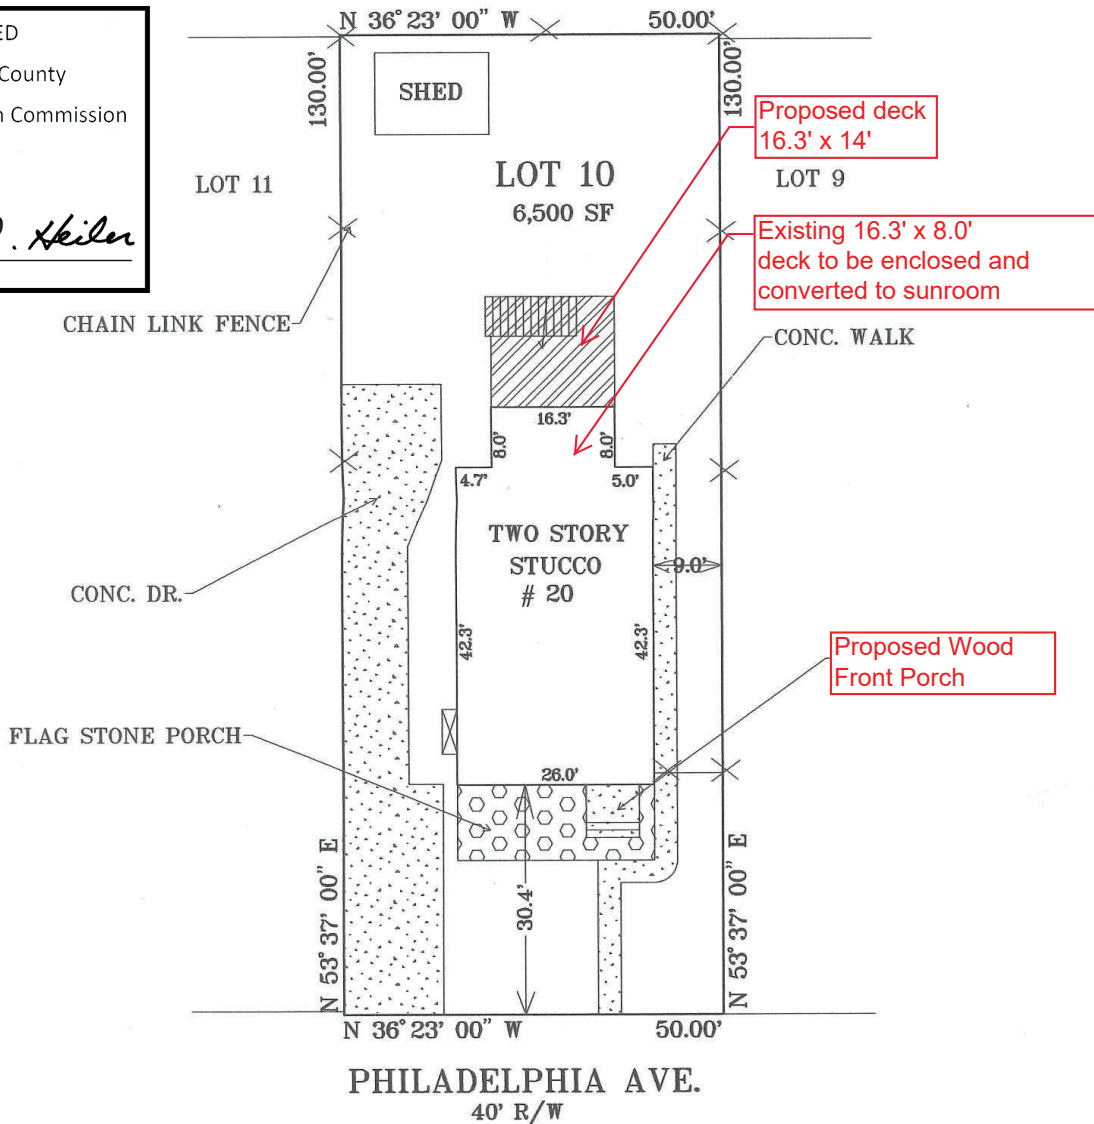 ED
County
n Commission
. Heiler
N 36° 23' 00" W
50.00'
130.00'
130.00'
SHED
Proposed deck
16.3' x 14'
LOT 11
LOT 10
6,500 SF
LOT 9
Existing 16.3' x 8.0'
deck to be enclosed and
converted to sunroom
CHAIN LINK FENCE
CONC. WALK
16.3'
8.0'
8.0'
4.7'
5.0'
TWO STORY
STUCCO
# 20
9.0'
CONC. DR.
42.3'
42.3'
Proposed Wood
Front Porch
FLAG STONE PORCH
26.0'
30.4'
N 53° 37' 00" E
N 53° 37' 00" E
N 36° 23' 00" W
50.00'
PHILADELPHIA AVE.
40' R/W